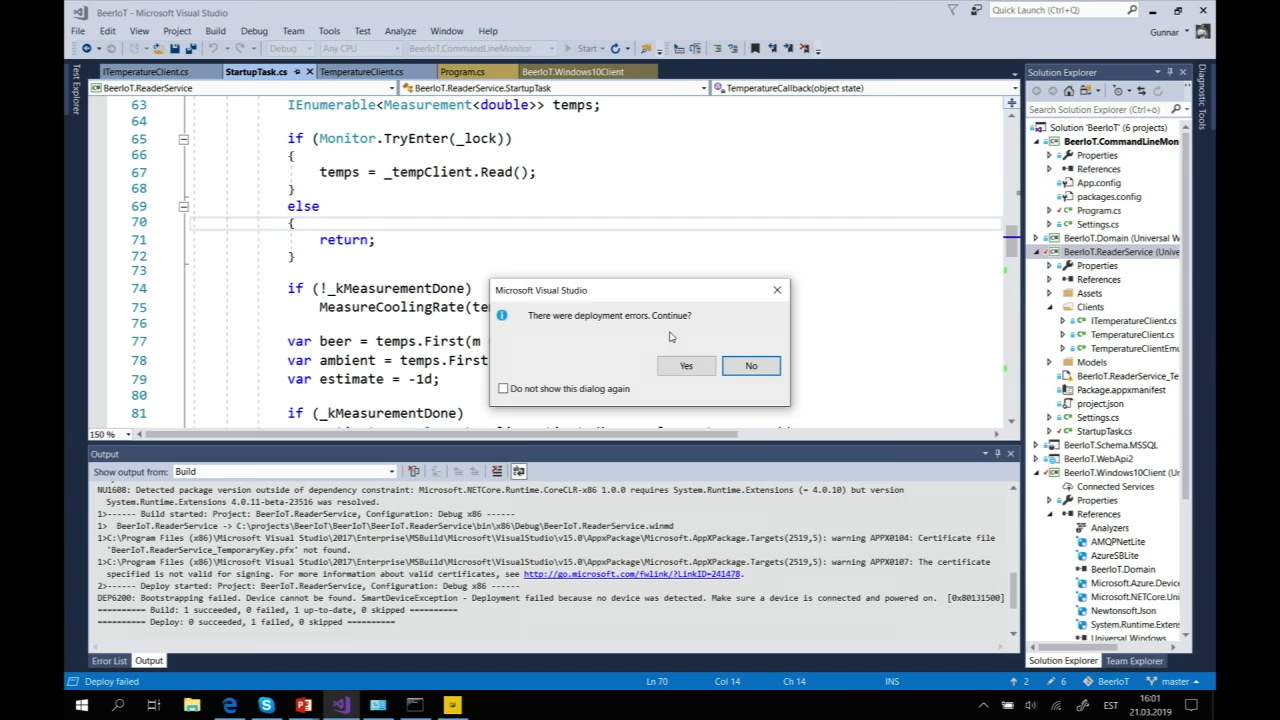 BeerIoT - Microsoft Visual Studio
Quick Launch (Ctrl+Q)
File Edit View Project Build Debug Team Tools Test Analyze Window Help
Gunnar
Debug Any CPU BeerIoT.CommandLineMonitor Start
Test Explorer
ITemperatureClient.cs StartupTask.cs TemperatureClient.cs Program.cs BeerIoT.Windows10Client
BeerIoT.ReaderService BeerIoT.ReaderService.StartupTask TemperatureCallback(object state)
63 IEnumerable<Measurement<double>> temps;
64
65 if (Monitor.TryEnter(_lock))
66 {
67 temps = _tempClient.Read();
68 }
69 else
70 {
71 return;
72 }
73
74 if (!_kMeasurementDone)
75 MeasureCoolingRate(te
76
77 var beer = temps.First(m
78 var ambient = temps.First
79 var estimate = -1d;
80
81 if (_kMeasurementDone)
150 %
Microsoft Visual Studio
There were deployment errors. Continue?
Yes No
Do not show this dialog again
Output
Show output from: Build
NU1608: Detected package version outside of dependency constraint: Microsoft.NETCore.Runtime.CoreCLR-x86 1.0.0 requires System.Runtime.Extensions (= 4.0.10) but version
System.Runtime.Extensions 4.0.11-beta-23516 was resolved.
1>------ Build started: Project: BeerIoT.ReaderService, Configuration: Debug x86 ------
1> BeerIoT.ReaderService -> C:\projects\BeerIoT\BeerIoT\BeerIoT.ReaderService\bin\x86\Debug\BeerIoT.ReaderService.winmd
1>C:\Program Files (x86)\Microsoft Visual Studio\2017\Enterprise\MSBuild\Microsoft\VisualStudio\v15.0\AppxPackage\Microsoft.AppXPackage.Targets(2519,5): warning APPX0104: Certificate file
'BeerIoT.ReaderService_TemporaryKey.pfx' not found.
1>C:\Program Files (x86)\Microsoft Visual Studio\2017\Enterprise\MSBuild\Microsoft\VisualStudio\v15.0\AppxPackage\Microsoft.AppXPackage.Targets(2519,5): warning APPX0107: The certificate
specified is not valid for signing. For more information about valid certificates, see http://go.microsoft.com/fwlink/?LinkID=241478.
2>------ Deploy started: Project: BeerIoT.ReaderService, Configuration: Debug x86 ------
DEP6200: Bootstrapping failed. Device cannot be found. SmartDeviceException - Deployment failed because no device was detected. Make sure a device is connected and powered on. [0x80131500]
========== Build: 1 succeeded, 0 failed, 1 up-to-date, 0 skipped ==========
========== Deploy: 0 succeeded, 1 failed, 0 skipped ==========
Error List Output
Solution Explorer
Search Solution Explorer (Ctrl+ö)
Solution 'BeerIoT' (6 projects)
BeerIoT.CommandLineMon
Properties
References
App.config
packages.config
Program.cs
Settings.cs
BeerIoT.Domain (Universal W
BeerIoT.ReaderService (Unive
Properties
References
Assets
Clients
ITemperatureClient.cs
TemperatureClient.cs
TemperatureClientEmu
Models
BeerIoT.ReaderService_Te
Package.appxmanifest
project.json
Settings.cs
StartupTask.cs
BeerIoT.Schema.MSSQL
BeerIoT.WebApi2
BeerIoT.Windows10Client (Un
Connected Services
Properties
References
Analyzers
AMQPNetLite
AzureSBLite
BeerIoT.Domain
Microsoft.Azure.Device
Microsoft.NETCore.Uni
Newtonsoft.Json
System.Runtime.Extens
Universal Windows
Solution Explorer Team Explorer
Diagnostic Tools
Deploy failed Ln 70 Col 14 Ch 14 INS 2 6 BeerIoT master
EST 16:01
21.03.2019